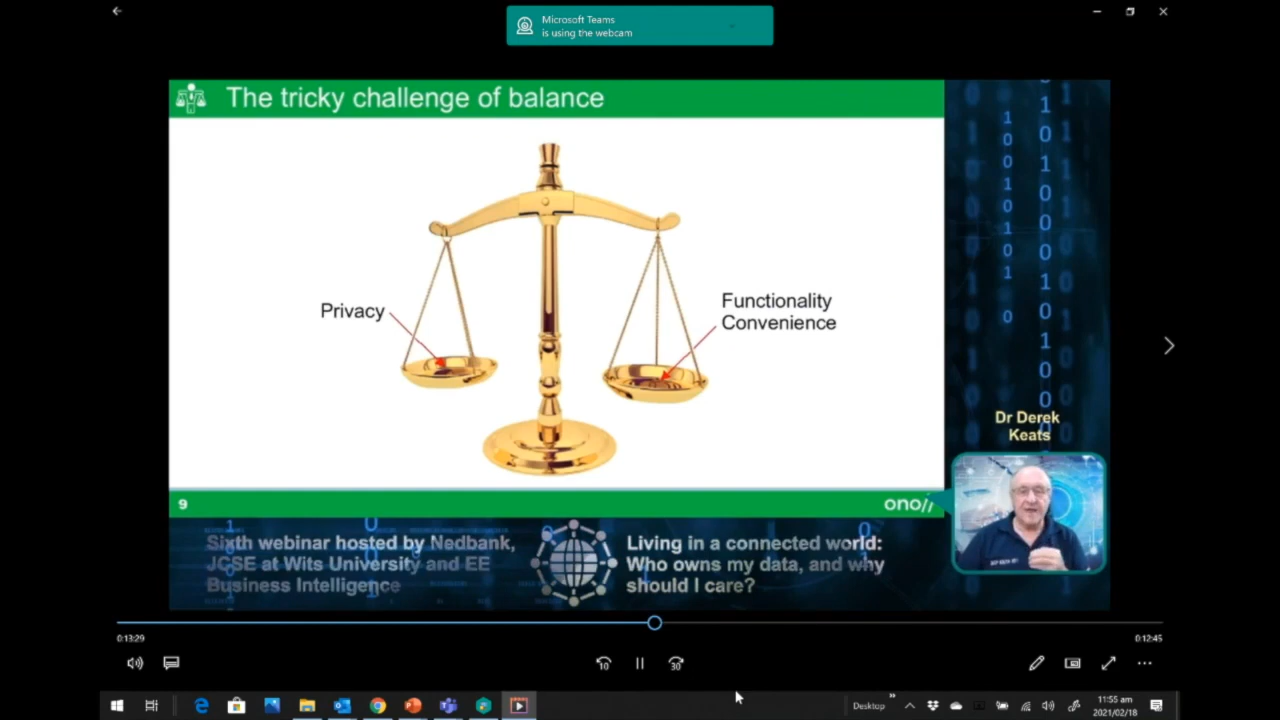 Microsoft Teams
is using the webcam
The tricky challenge of balance
Privacy
Functionality
Convenience
Dr Derek
Keats
9
ono//
Sixth webinar hosted by Nedbank,
JCSE at Wits University and EE
Business Intelligence
Living in a connected world:
Who owns my data, and why
should I care?
0:13:29
0:12:45
10
30
Desktop
11:55 am
2021/02/18